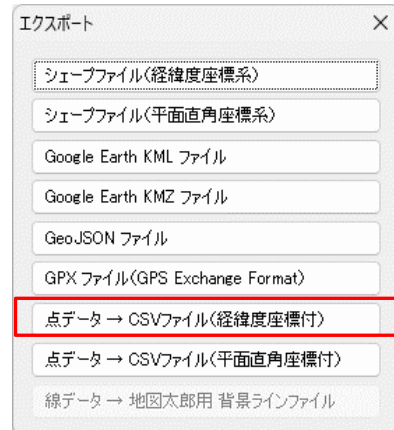 エクスポート
シェープファイル(経緯度座標系)
シェープファイル(平面直角座標系)
Google Earth KML ファイル
Google Earth KMZ ファイル
GeoJSON ファイル
GPX ファイル(GPS Exchange Format)
点データ → CSVファイル(経緯度座標付)
点データ → CSVファイル(平面直角座標付)
線データ → 地図太郎用 背景ラインファイル